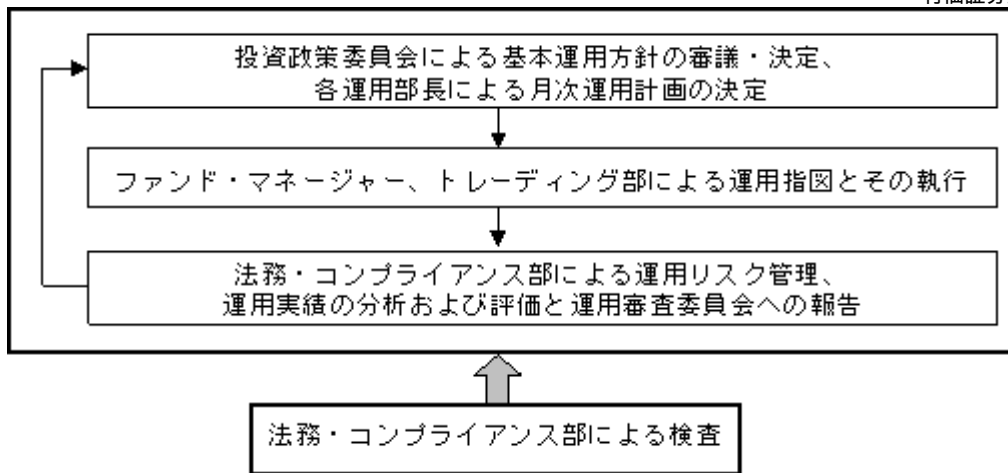 投資政策委員会による基本運用方針の審議・決定、
各運用部長による月次運用計画の決定
ファンド・マネージャー、トレーディング部による運用指図とその執行
法務・コンプライアンス部による運用リスク管理、
運用実績の分析および評価と運用審査委員会への報告
法務・コンプライアンス部による検査